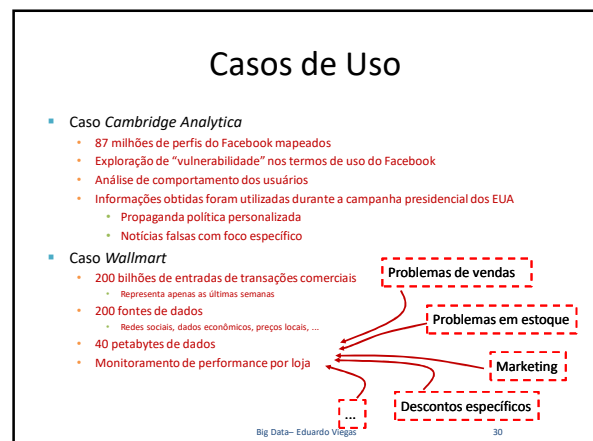 Casos de Uso
Caso Cambridge Analytica
87 milhões de perfis do Facebook mapeados
Exploração de “vulnerabilidade” nos termos de uso do Facebook
Análise de comportamento dos usuários
Informações obtidas foram utilizadas durante a campanha presidencial dos EUA
Propaganda política personalizada
Notícias falsas com foco específico
Caso Wallmart
200 bilhões de entradas de transações comerciais
Representa apenas as últimas semanas
200 fontes de dados
Redes sociais, dados econômicos, preços locais, ...
40 petabytes de dados
Monitoramento de performance por loja
Problemas de vendas
Problemas em estoque
Marketing
Descontos específicos
...
Big Data– Eduardo Viegas
30